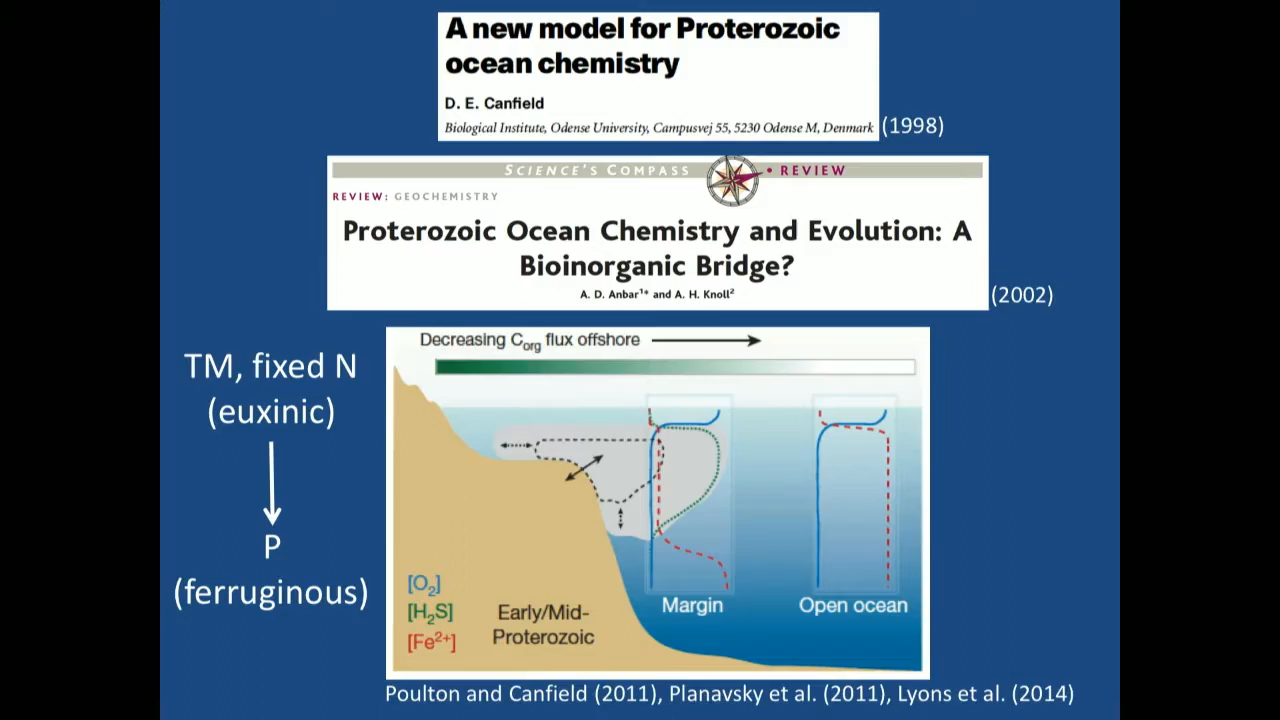 A new model for Proterozoic
ocean chemistry
D. E. Canfield
Biological Institute, Odense University, Campusvej 55, 5230 Odense M, Denmark (1998)
SCIENCE'S COMPASS • REVIEW
REVIEW: GEOCHEMISTRY
Proterozoic Ocean Chemistry and Evolution: A
Bioinorganic Bridge?
A. D. Anbar¹* and A. H. Knoll²
(2002)
Decreasing Corg flux offshore
TM, fixed N
(euxinic)
P
(ferruginous)
[O₂]
[H₂S]
[Fe²⁺]
Early/Mid-
Proterozoic
Margin
Open ocean
Poulton and Canfield (2011), Planavsky et al. (2011), Lyons et al. (2014)